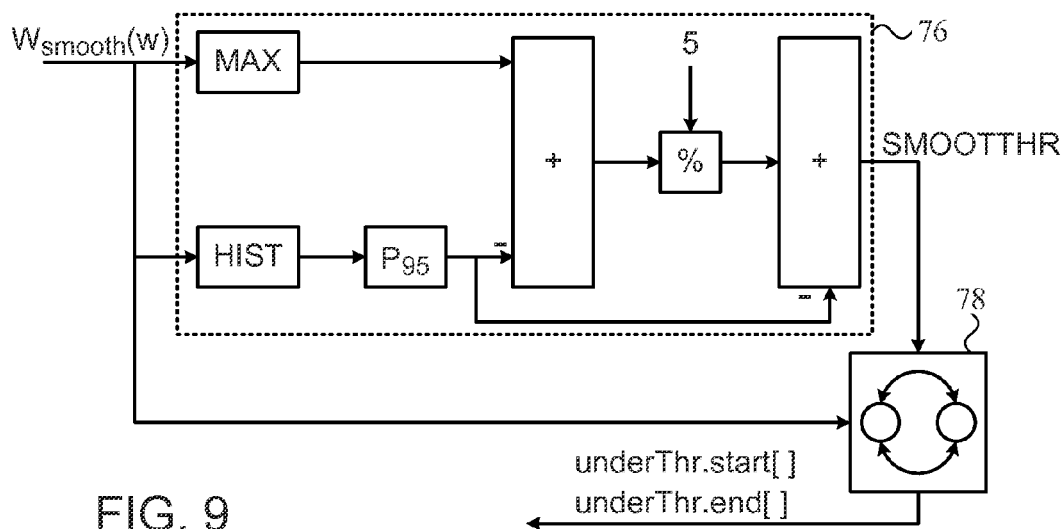 Wsmooth(w)
MAX
5
76
+
%
+
SMOOTTHR
HIST
P95
-
-
78
underThr.start[ ]
underThr.end[ ]
FIG. 9